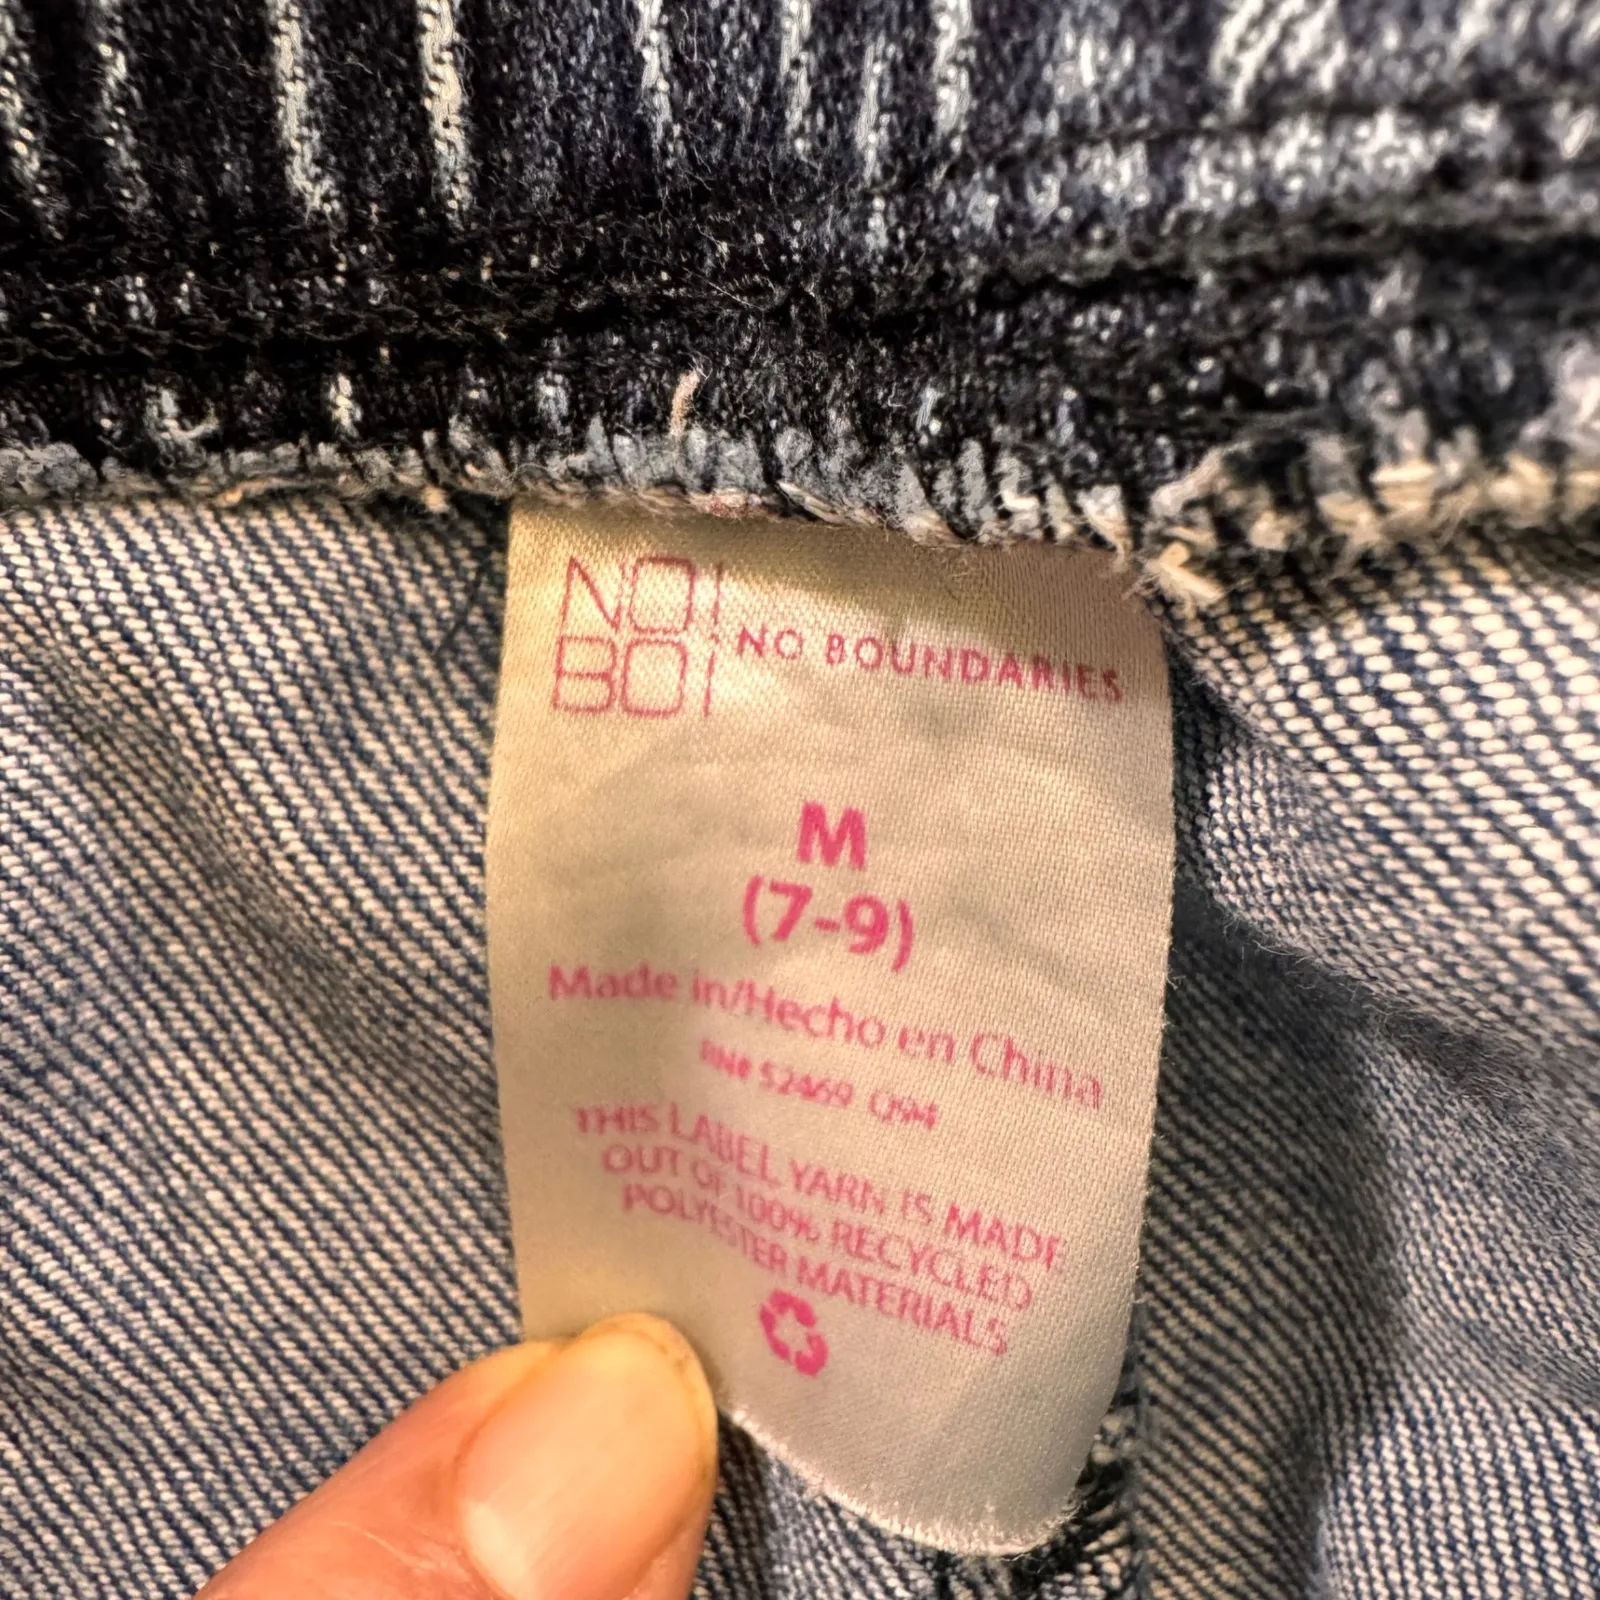 NO
BO
NO BOUNDARIES
M
(7-9)
Made in/Hecho en China
RN# 52469 Q94
THIS LABEL YARN IS MADE
OUT OF 100% RECYCLED
POLYESTER MATERIALS